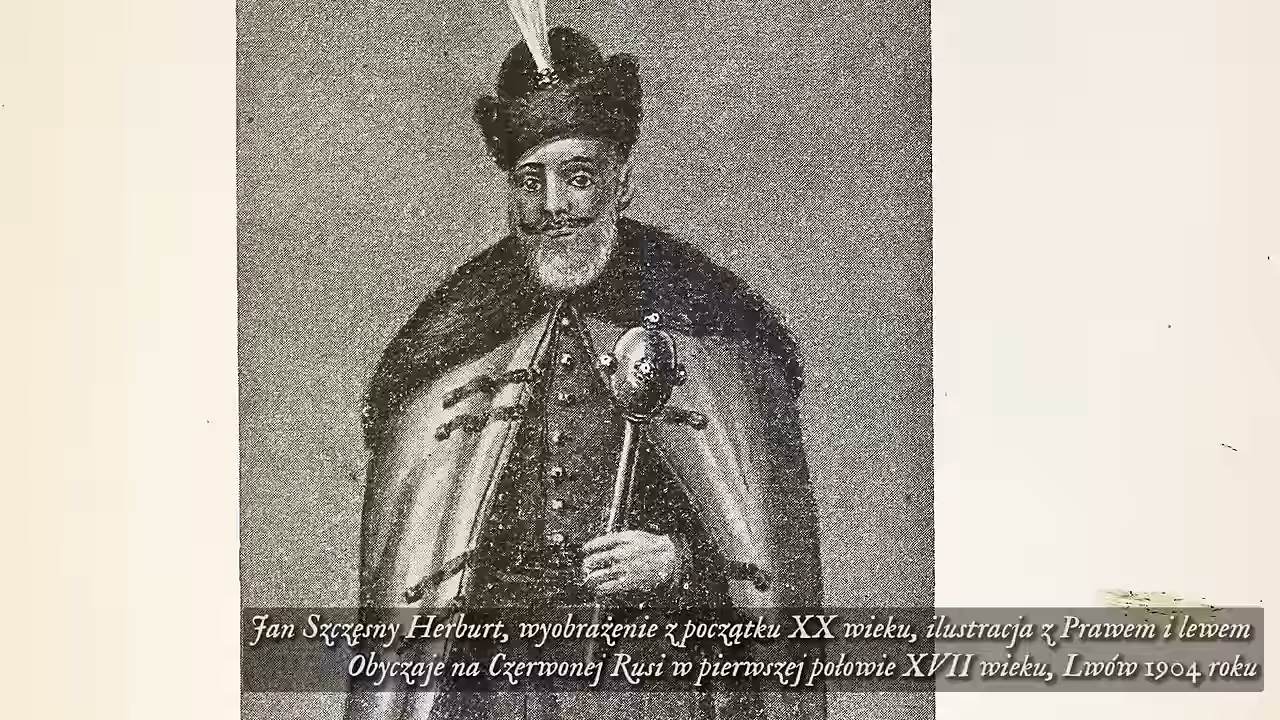 Jan Szczęsny Herburt, wyobrażenie z początku XX wieku, ilustracja z Prawem i lewem
Obyczaje na Czerwonej Rusi w pierwszej połowie XVII wieku, Lwów 1904 roku